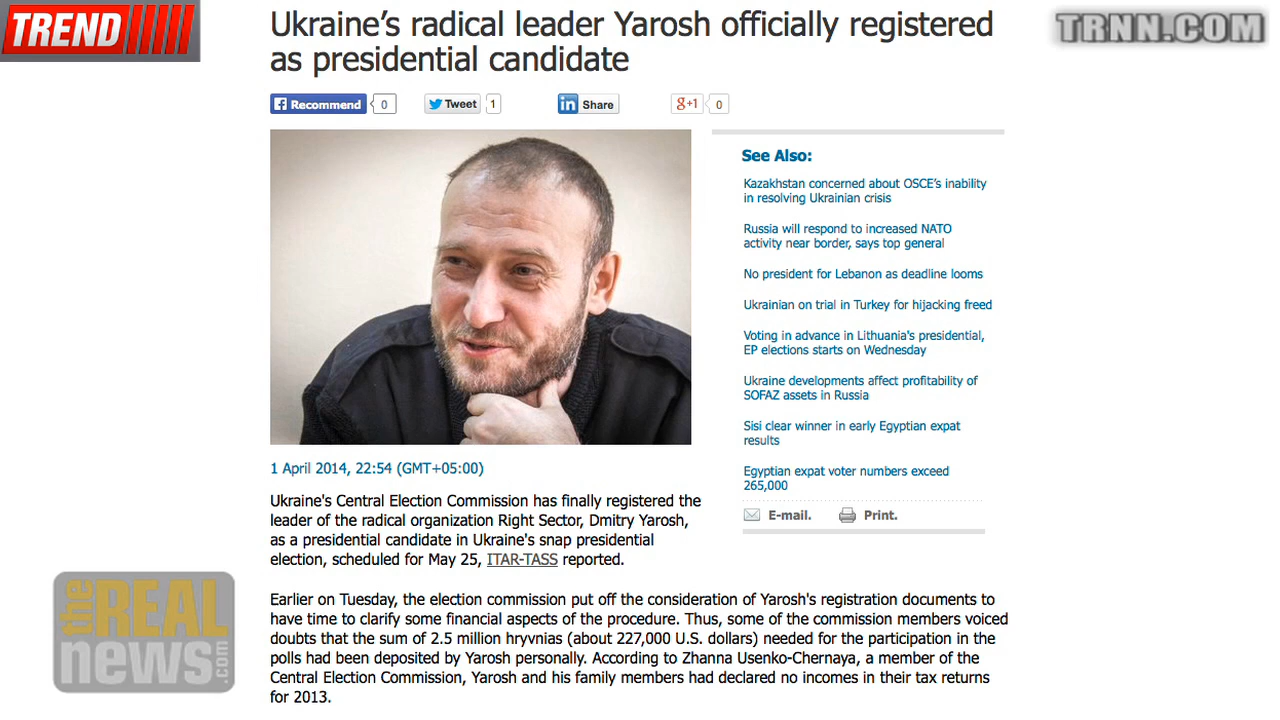 TREND
TRNN.COM
Ukraine's radical leader Yarosh officially registered
as presidential candidate
Recommend 0
Tweet 1
in Share
g+1 0
See Also:
Kazakhstan concerned about OSCE's inability
in resolving Ukrainian crisis
Russia will respond to increased NATO
activity near border, says top general
No president for Lebanon as deadline looms
Ukrainian on trial in Turkey for hijacking freed
Voting in advance in Lithuania's presidential,
EP elections starts on Wednesday
Ukraine developments affect profitability of
SOFAZ assets in Russia
Sisi clear winner in early Egyptian expat
results
Egyptian expat voter numbers exceed
265,000
E-mail. Print.
1 April 2014, 22:54 (GMT+05:00)
Ukraine's Central Election Commission has finally registered the
leader of the radical organization Right Sector, Dmitry Yarosh,
as a presidential candidate in Ukraine's snap presidential
election, scheduled for May 25, ITAR-TASS reported.
Earlier on Tuesday, the election commission put off the consideration of Yarosh's registration documents to
have time to clarify some financial aspects of the procedure. Thus, some of the commission members voiced
doubts that the sum of 2.5 million hryvnias (about 227,000 U.S. dollars) needed for the participation in the
polls had been deposited by Yarosh personally. According to Zhanna Usenko-Chernaya, a member of the
Central Election Commission, Yarosh and his family members had declared no incomes in their tax returns
for 2013.
the REAL
news.com